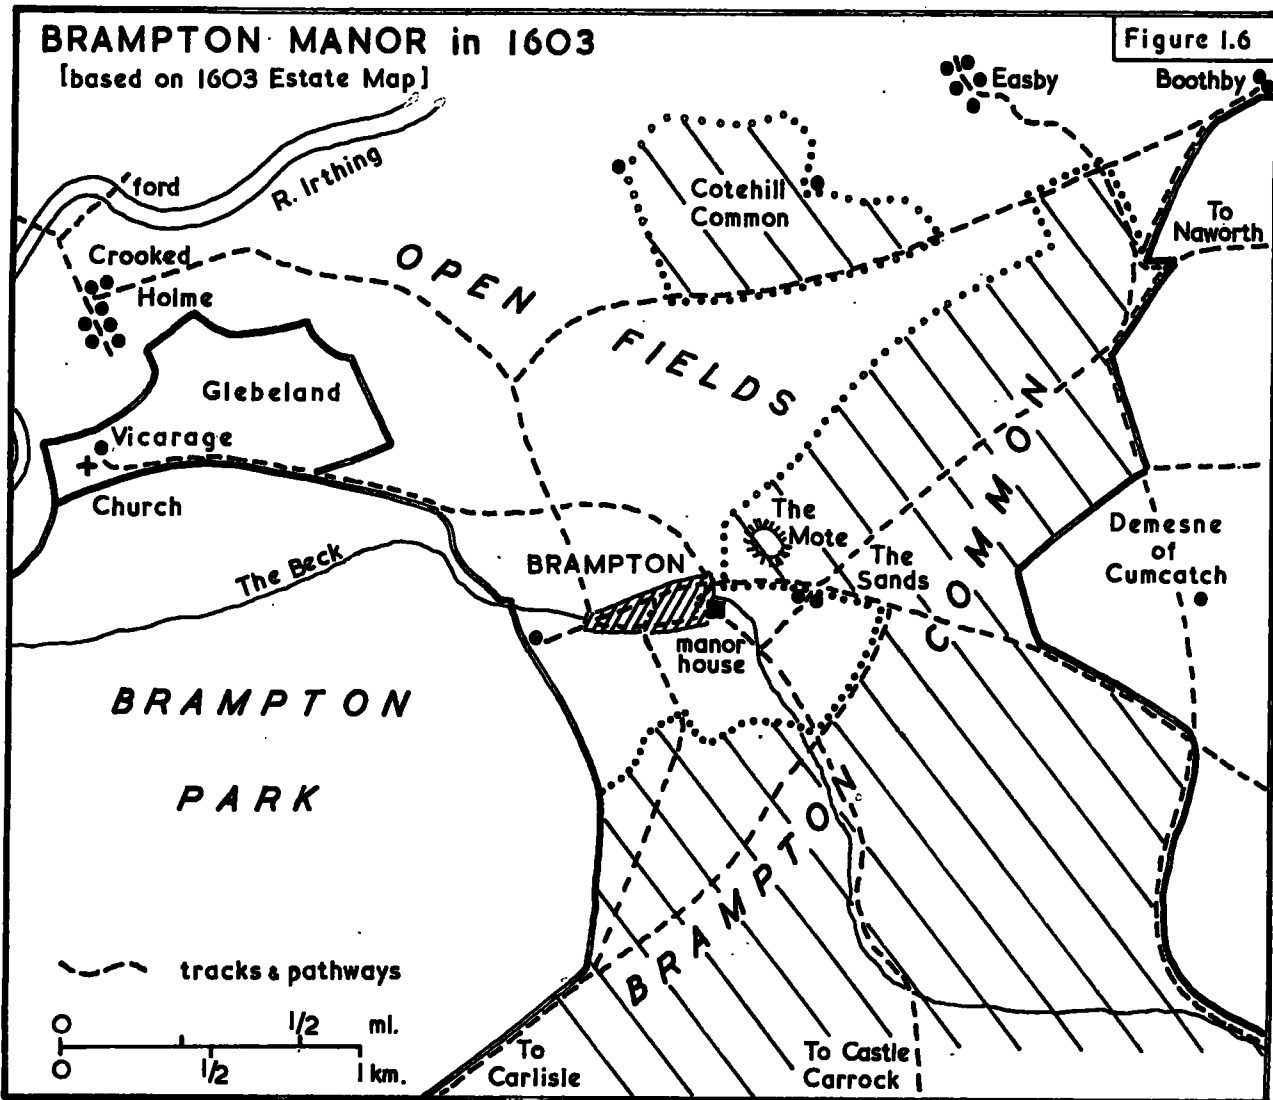 BRAMPTON MANOR in 1603
[based on 1603 Estate Map]
Figure 1.6
Easby
Boothby
ford
R. Irthing
Cotehill
Common
To
Naworth
Crooked
Holme
OPEN
FIELDS
Glebeland
Vicarage
Church
The Beck
BRAMPTON
The
Mote
The
Sands
manor
house
Demesne
of
Cumcatch
BRAMPTON COMMON
BRAMPTON
PARK
tracks & pathways
0 1/2 ml.
0 1/2 1 km.
To
Carlisle
To Castle
Carrock